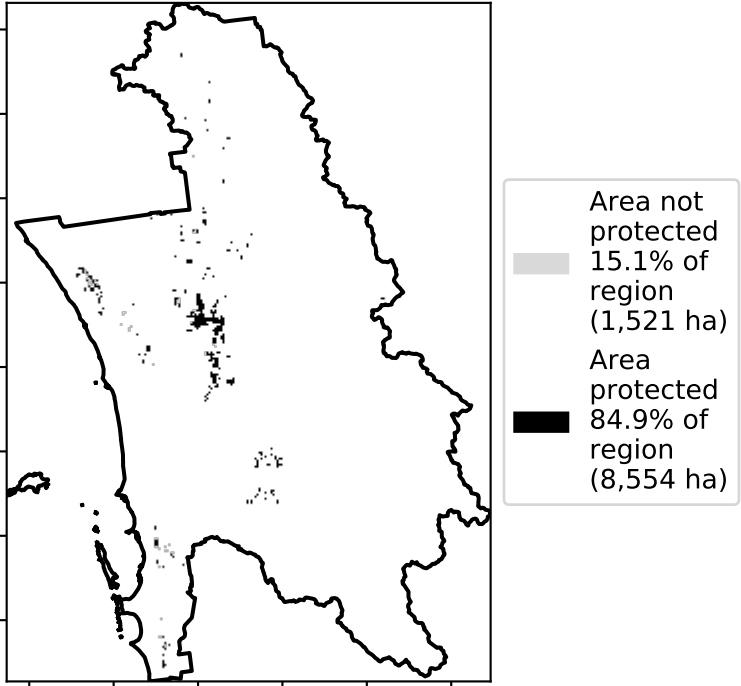 Area not
protected
15.1% of
region
(1,521 ha)
Area
protected
84.9% of
region
(8,554 ha)